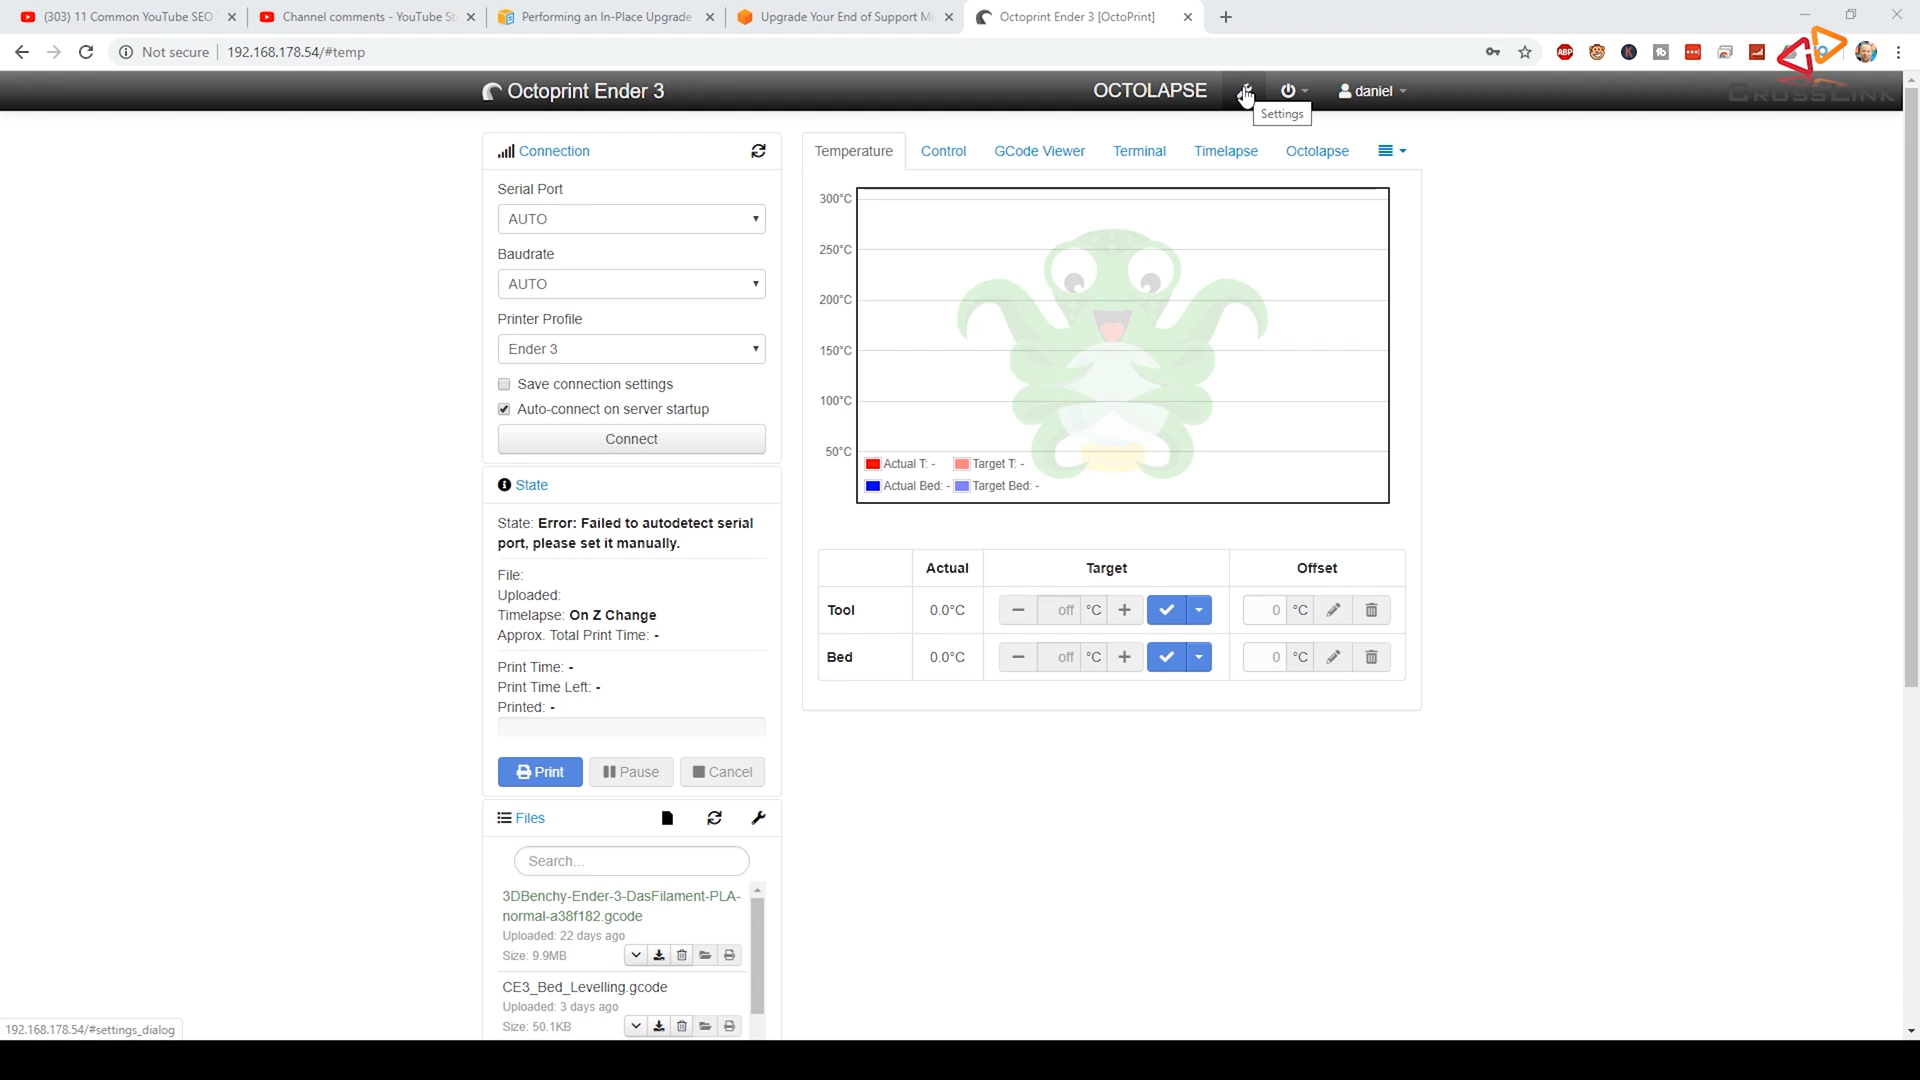 (303) 11 Common YouTube SEO
Channel comments - YouTube St
Performing an In-Place Upgrade
Upgrade Your End of Support Mi
Octoprint Ender 3 [OctoPrint]
Not secure
192.168.178.54/#temp
ABP
CROSSLINK
Octoprint Ender 3
OCTOLAPSE
daniel
Settings
Connection
Serial Port
AUTO
Baudrate
AUTO
Printer Profile
Ender 3
Save connection settings
Auto-connect on server startup
Connect
State
State: Error: Failed to autodetect serial
port, please set it manually.
File:
Uploaded:
Timelapse: On Z Change
Approx. Total Print Time: -
Print Time: -
Print Time Left: -
Printed: -
Print
Pause
Cancel
Files
Search...
3DBenchy-Ender-3-DasFilament-PLA-
normal-a38f182.gcode
Uploaded: 22 days ago
Size: 9.9MB
CE3_Bed_Levelling.gcode
Uploaded: 3 days ago
Size: 50.1KB
Temperature
Control
GCode Viewer
Terminal
Timelapse
Octolapse
300°C
250°C
200°C
150°C
100°C
50°C
Actual T: -
Target T: -
Actual Bed: -
Target Bed: -
Actual
Target
Offset
Tool
0.0°C
off °C
0 °C
Bed
0.0°C
off °C
0 °C
192.168.178.54/#settings_dialog